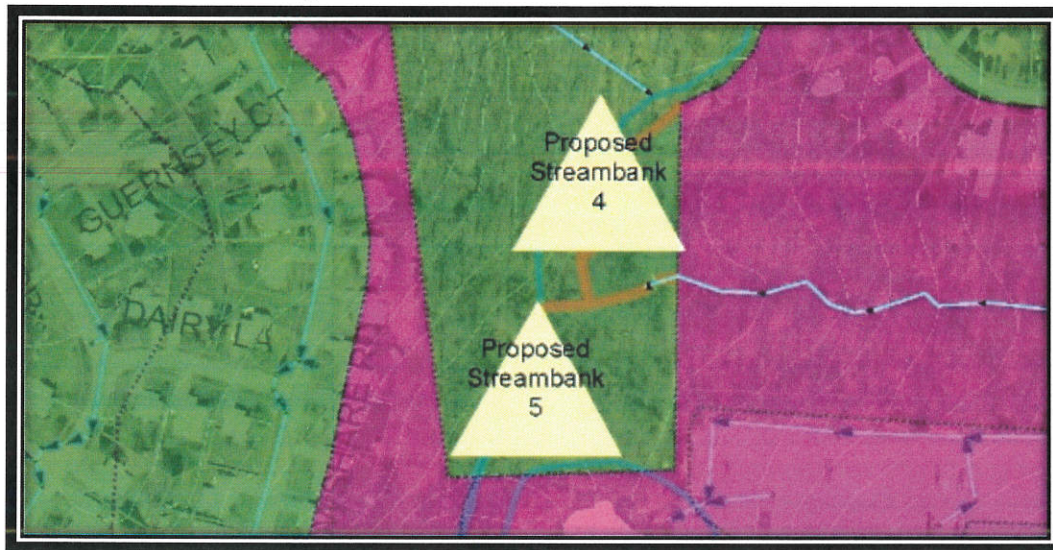 GUERNSEY CT
DAIRY LA
Proposed
Streambank
4
Proposed
Streambank
5